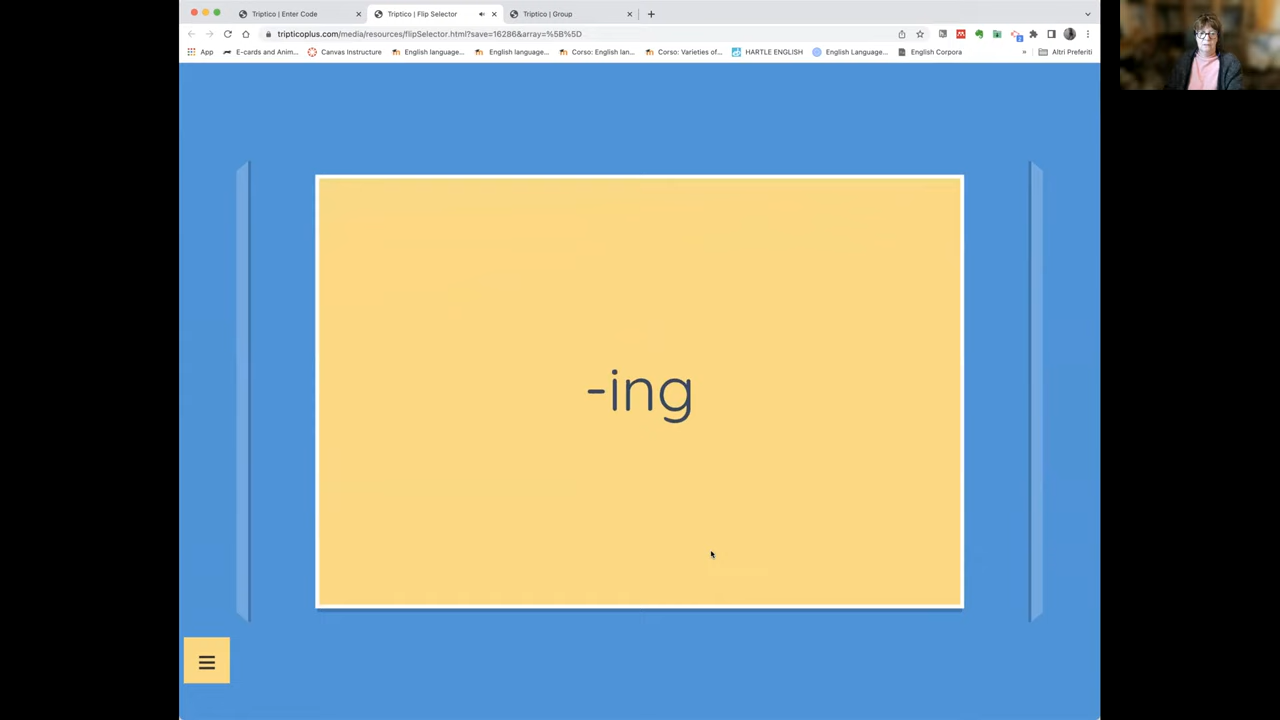 Triptico | Enter Code
Triptico | Flip Selector
Triptico | Group
tripticoplus.com/media/resources/flipSelector.html?save=16286&array=%5B%5D
App
E-cards and Anim...
Canvas Instructure
English language...
English language...
Corso: English lan...
Corso: Varieties of...
HARTLE ENGLISH
English Language...
English Corpora
»
Altri Preferiti
-ing